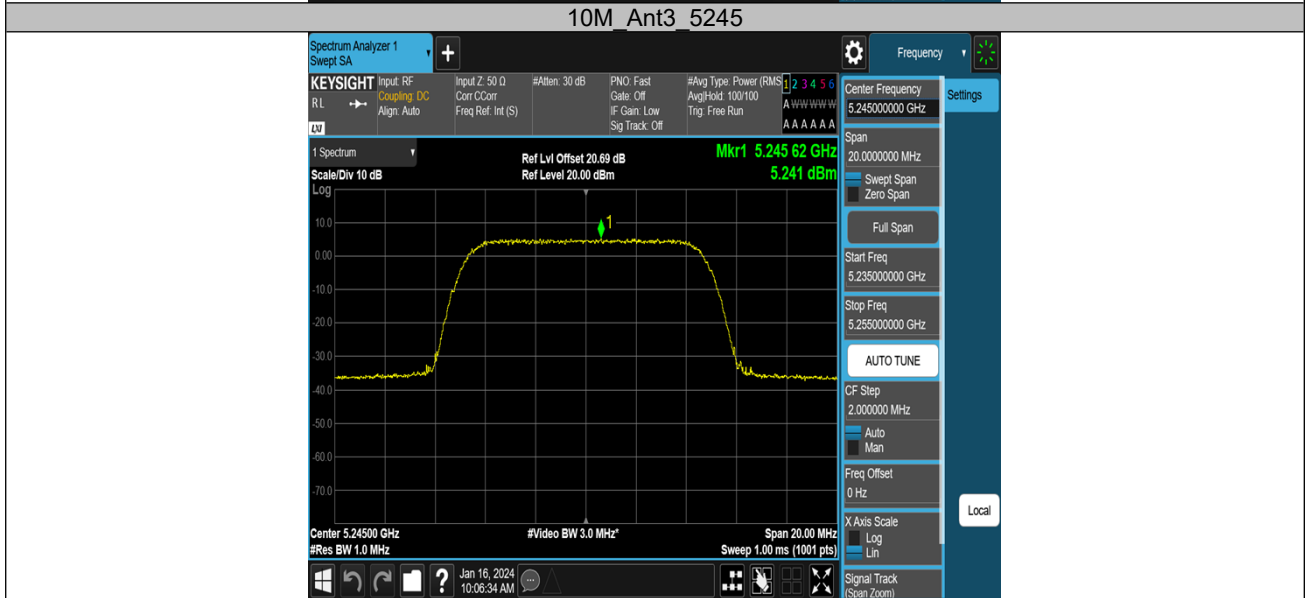 10M_Ant3_5245
Spectrum Analyzer 1
Swept SA
+
Frequency
KEYSIGHT
RL
LXI
Input: RF
Coupling: DC
Align: Auto
Input Z: 50 Ω
Corr CCorr
Freq Ref: Int (S)
#Atten: 30 dB
PNO: Fast
Gate: Off
IF Gain: Low
Sig Track: Off
#Avg Type: Power (RMS
Avg|Hold: 100/100
Trig: Free Run
1 2 3 4 5 6
A W W W W W
A A A A A A
1 Spectrum
Scale/Div 10 dB
Log
Ref Lvl Offset 20.69 dB
Ref Level 20.00 dBm
Mkr1 5.245 62 GHz
5.241 dBm
1
10.0
0.00
-10.0
-20.0
-30.0
-40.0
-50.0
-60.0
-70.0
Center 5.24500 GHz
#Res BW 1.0 MHz
#Video BW 3.0 MHz*
Span 20.00 MHz
Sweep 1.00 ms (1001 pts)
?
Jan 16, 2024
10:06:34 AM
Center Frequency
5.245000000 GHz
Settings
Span
20.0000000 MHz
Swept Span
Zero Span
Full Span
Start Freq
5.235000000 GHz
Stop Freq
5.255000000 GHz
AUTO TUNE
CF Step
2.000000 MHz
Auto
Man
Freq Offset
0 Hz
Local
X Axis Scale
Log
Lin
Signal Track
(Span Zoom)